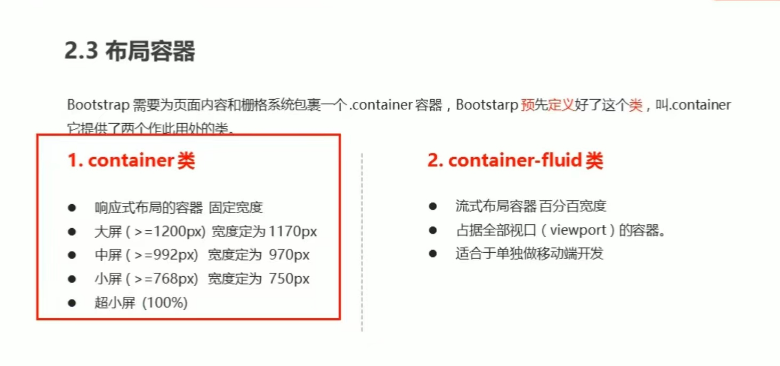 2.3 布局容器
Bootstrap 需要为页面内容和栅格系统包裹一个 .container 容器，Bootstarp 预先定义好了这个类，叫.container
它提供了两个作此用处的类。
1. container 类
● 响应式布局的容器 固定宽度
● 大屏 ( >=1200px) 宽度定为 1170px
● 中屏 ( >=992px) 宽度定为 970px
● 小屏 ( >=768px) 宽度定为 750px
● 超小屏 (100%)
2. container-fluid 类
● 流式布局容器 百分百宽度
● 占据全部视口（viewport）的容器。
● 适合于单独做移动端开发